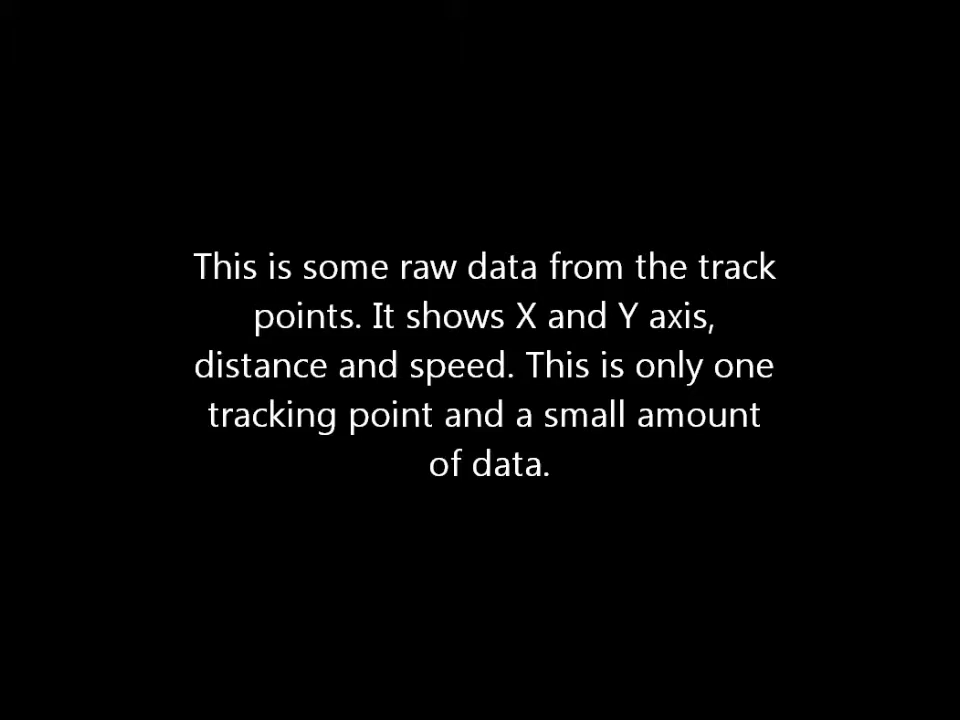 This is some raw data from the track
points. It shows X and Y axis,
distance and speed. This is only one
tracking point and a small amount
of data.